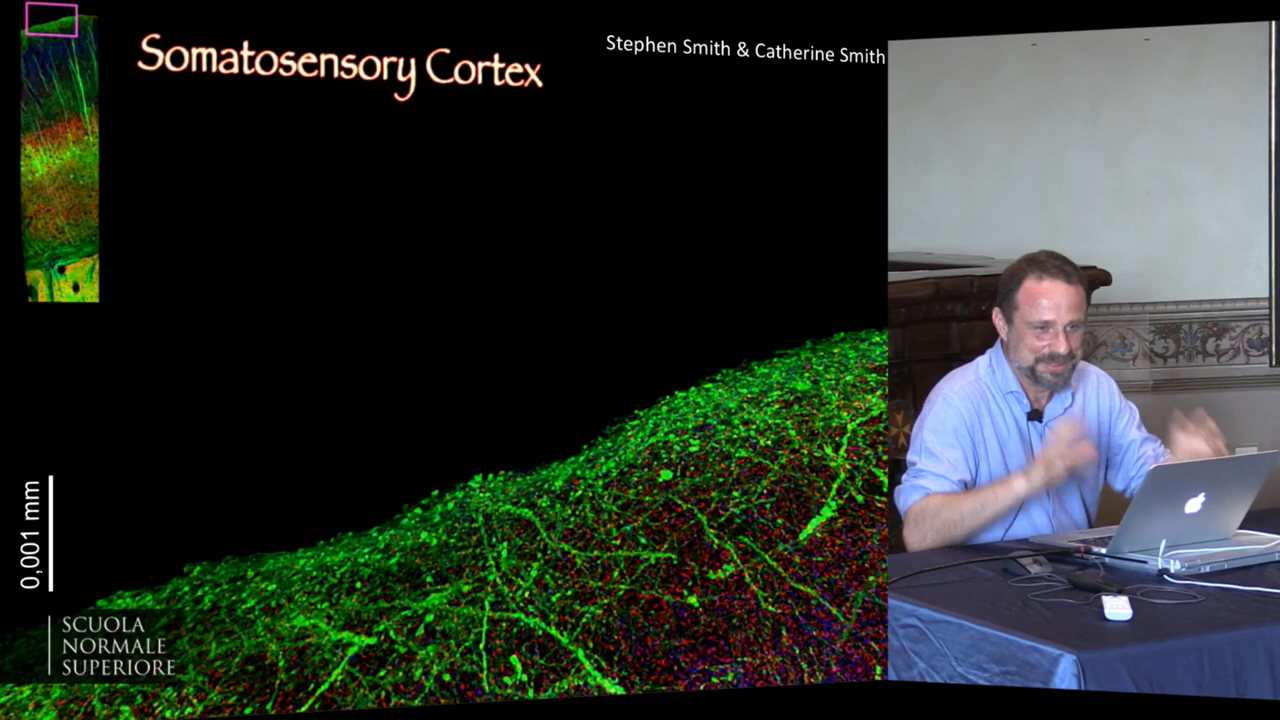 Somatosensory Cortex
Stephen Smith & Catherine Smith
0,001 mm
SCUOLA
NORMALE
SUPERIORE